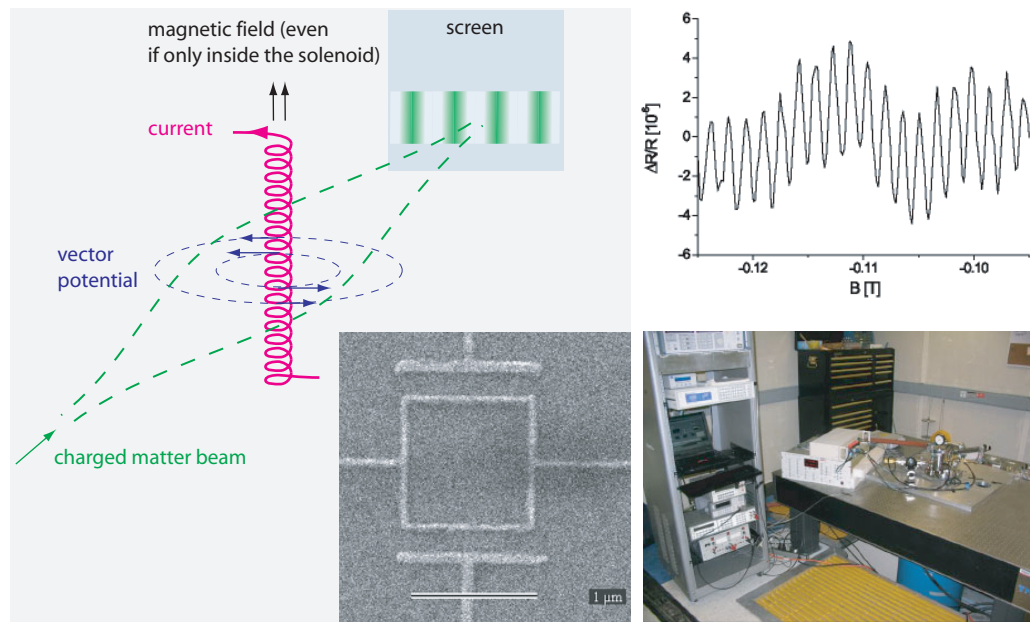 magnetic field (even
if only inside the solenoid)
screen
current
vector
potential
charged matter beam
1 μm
ΔR/R [10⁻⁶]
6
4
2
0
-2
-4
-6
-0.12
-0.11
-0.10
B [T]